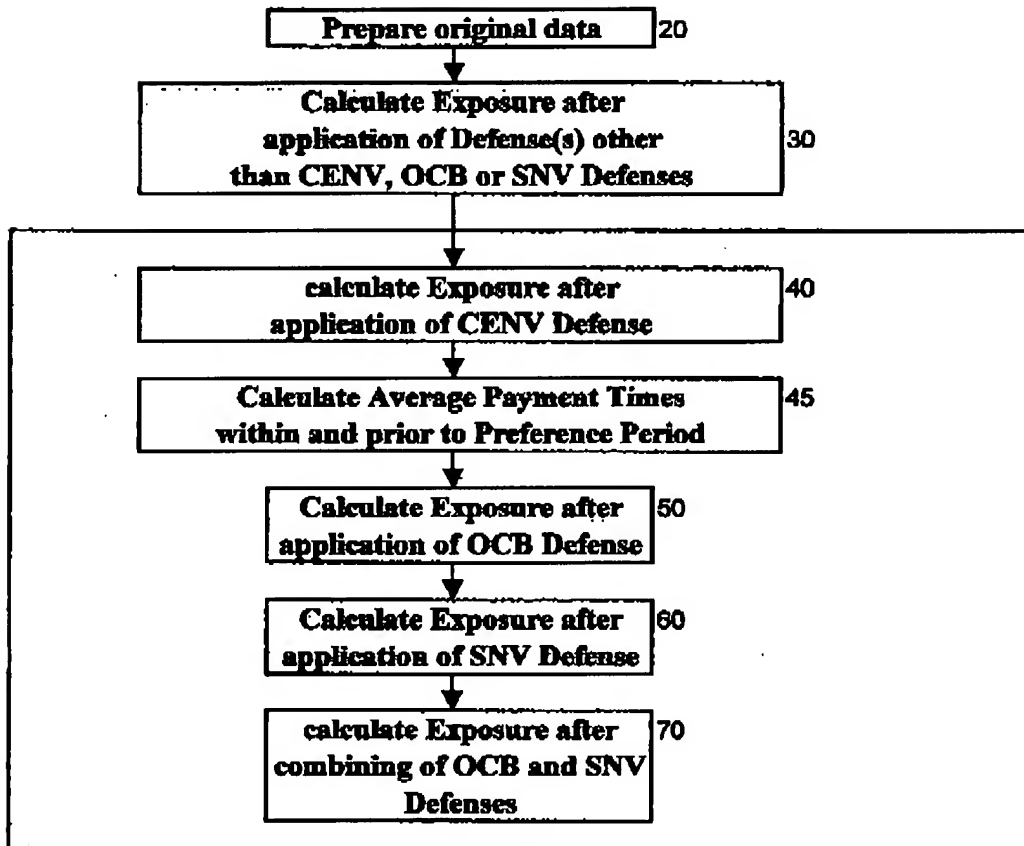 Prepare original data 20
Calculate Exposure after
application of Defense(s) other 30
than CENV, OCB or SNV Defenses
calculate Exposure after 40
application of CENV Defense
Calculate Average Payment Times 45
within and prior to Preference Period
Calculate Exposure after 50
application of OCB Defense
Calculate Exposure after 60
application of SNV Defense
calculate Exposure after 70
combining of OCB and SNV
Defenses